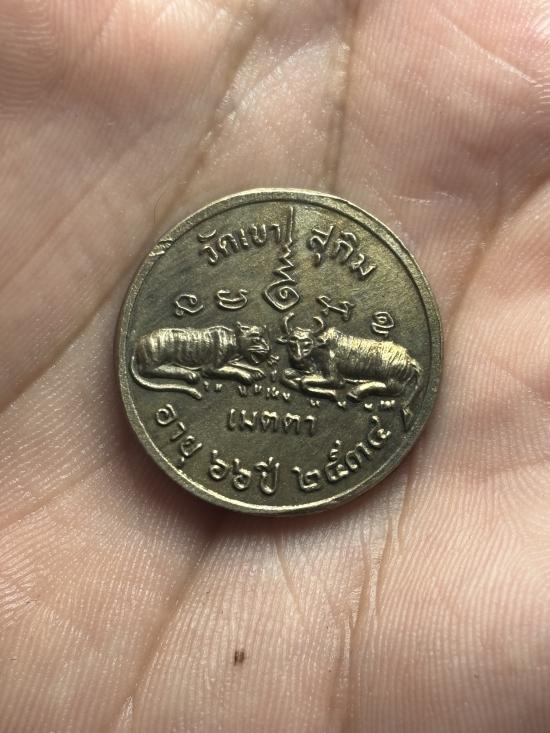 วัดเขา สุกิม
เมตตา
อายุ ๖๖ ปี ๒๕๓๔